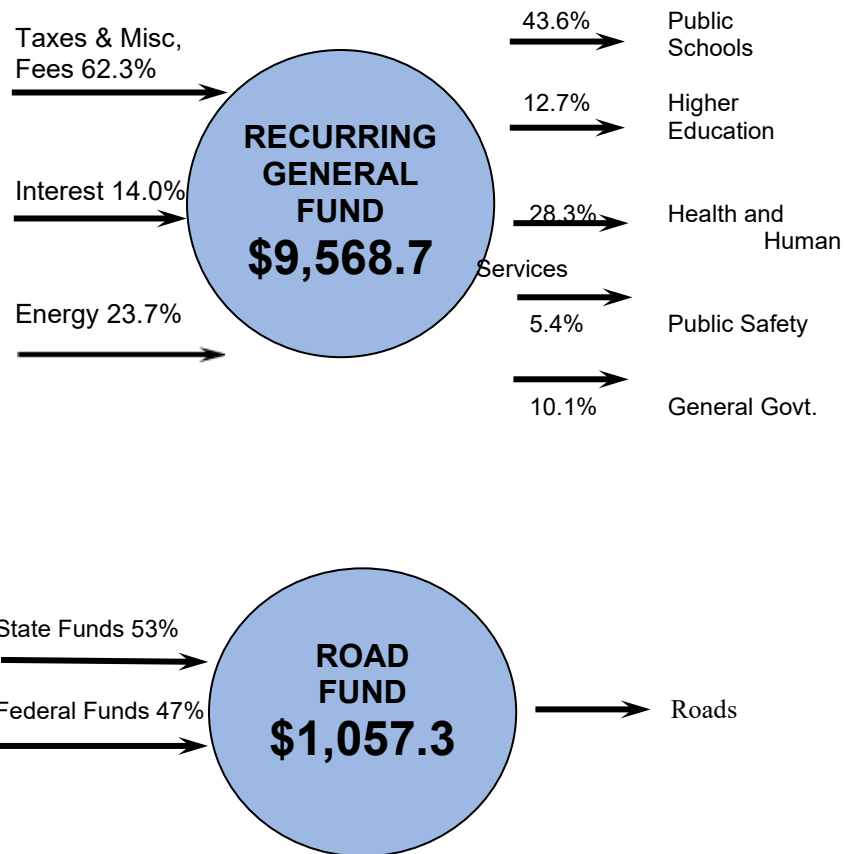 Taxes & Misc,
Fees 62.3%
Interest 14.0%
Energy 23.7%
RECURRING
GENERAL
FUND
$9,568.7
43.6% Public
Schools
12.7% Higher
Education
28.3% Health and
Human
Services
5.4% Public Safety
10.1% General Govt.
State Funds 53%
Federal Funds 47%
ROAD
FUND
$1,057.3
Roads